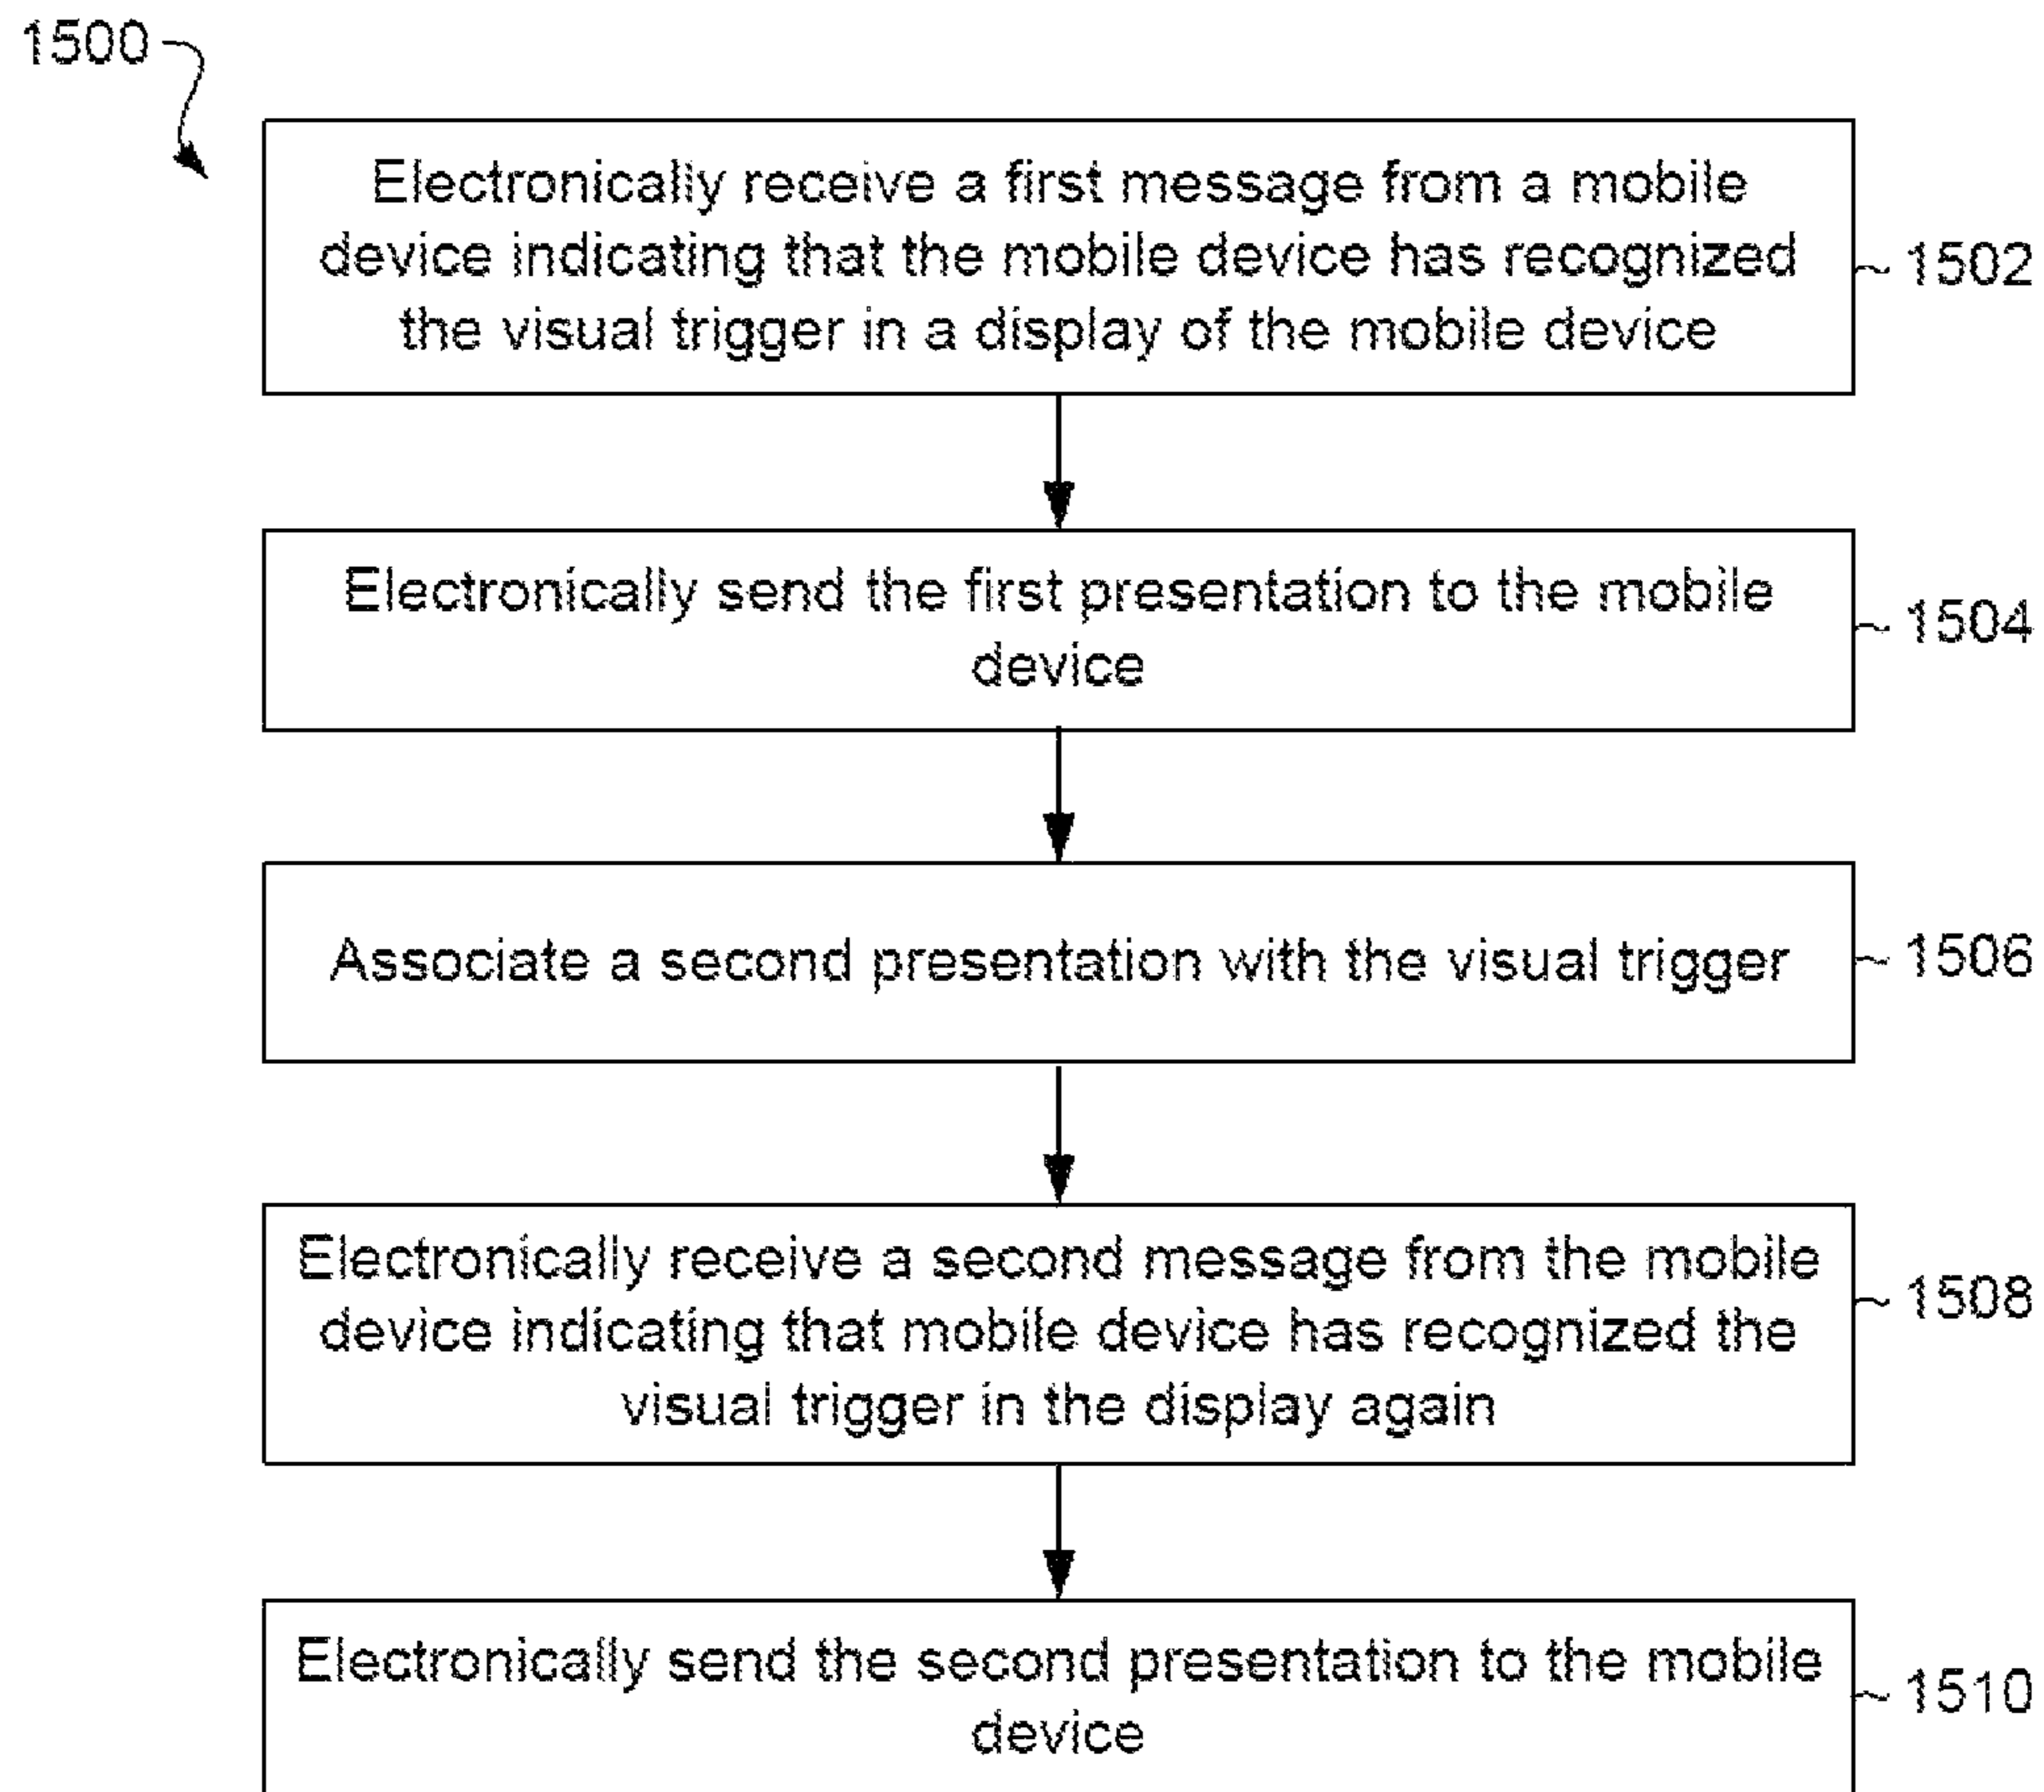 1500
Electronically receive a first message from a mobile
device indicating that the mobile device has recognized
the visual trigger in a display of the mobile device
1502
Electronically send the first presentation to the mobile
device
1504
Associate a second presentation with the visual trigger
1506
Electronically receive a second message from the mobile
device indicating that mobile device has recognized the
visual trigger in the display again
1508
Electronically send the second presentation to the mobile
device
1510